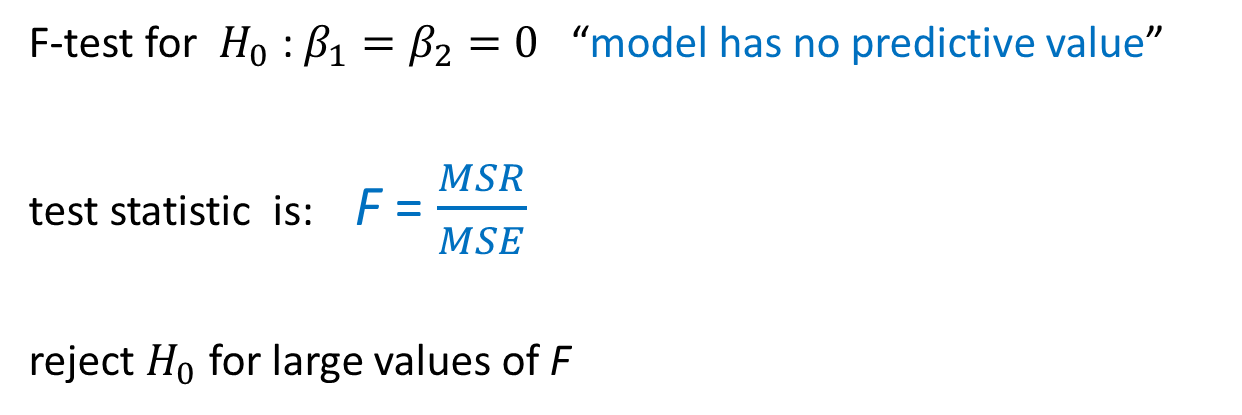 F-test for H₀ : β₁ = β₂ = 0 “model has no predictive value”
test statistic is: F = MSR / MSE
reject H₀ for large values of F